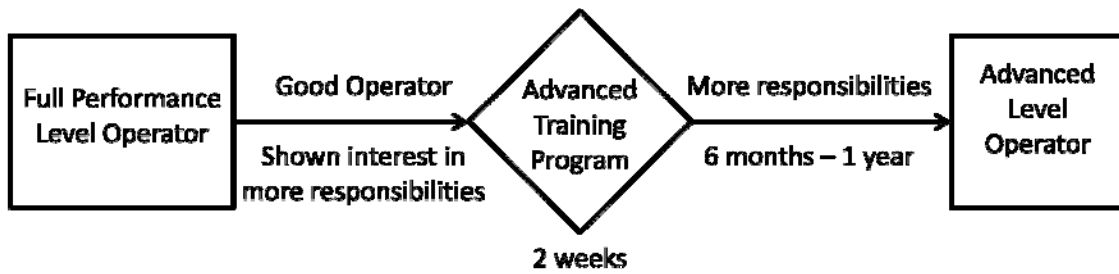 Full Performance
Level Operator
Good Operator
Shown interest in
more responsibilities
Advanced
Training
Program
2 weeks
More responsibilities
6 months – 1 year
Advanced
Level
Operator